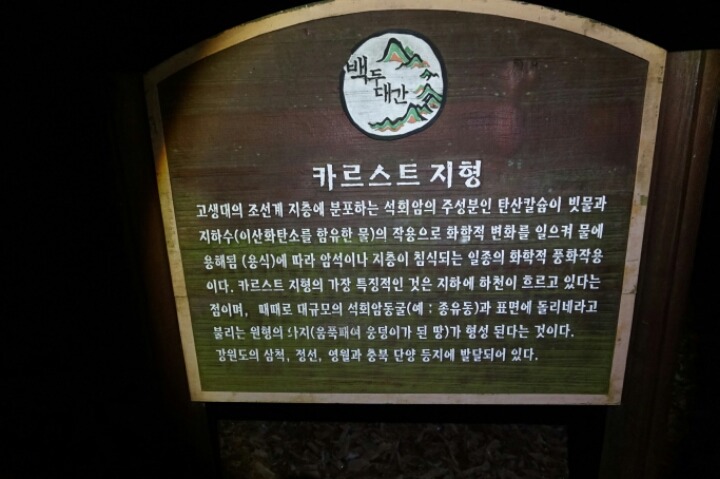 백두
대간
카르스트 지형
고생대의 조선계 지층에 분포하는 석회암의 주성분인 탄산칼슘이 빗물과
지하수(이산화탄소를 함유한 물)의 작용으로 화학적 변화를 일으켜 물에
용해됨 (용식)에 따라 암석이나 지층이 침식되는 일종의 화학적 풍화작용
이다. 카르스트 지형의 가장 특징적인 것은 지하에 하천이 흐르고 있다는
점이며, 때때로 대규모의 석회암동굴(예 : 종유동)과 표면에 돌리네라고
불리는 원형의 와지(움푹패여 웅덩이가 된 땅)가 형성 된다는 것이다.
강원도의 삼척, 정선, 영월과 충북 단양 등지에 발달되어 있다.